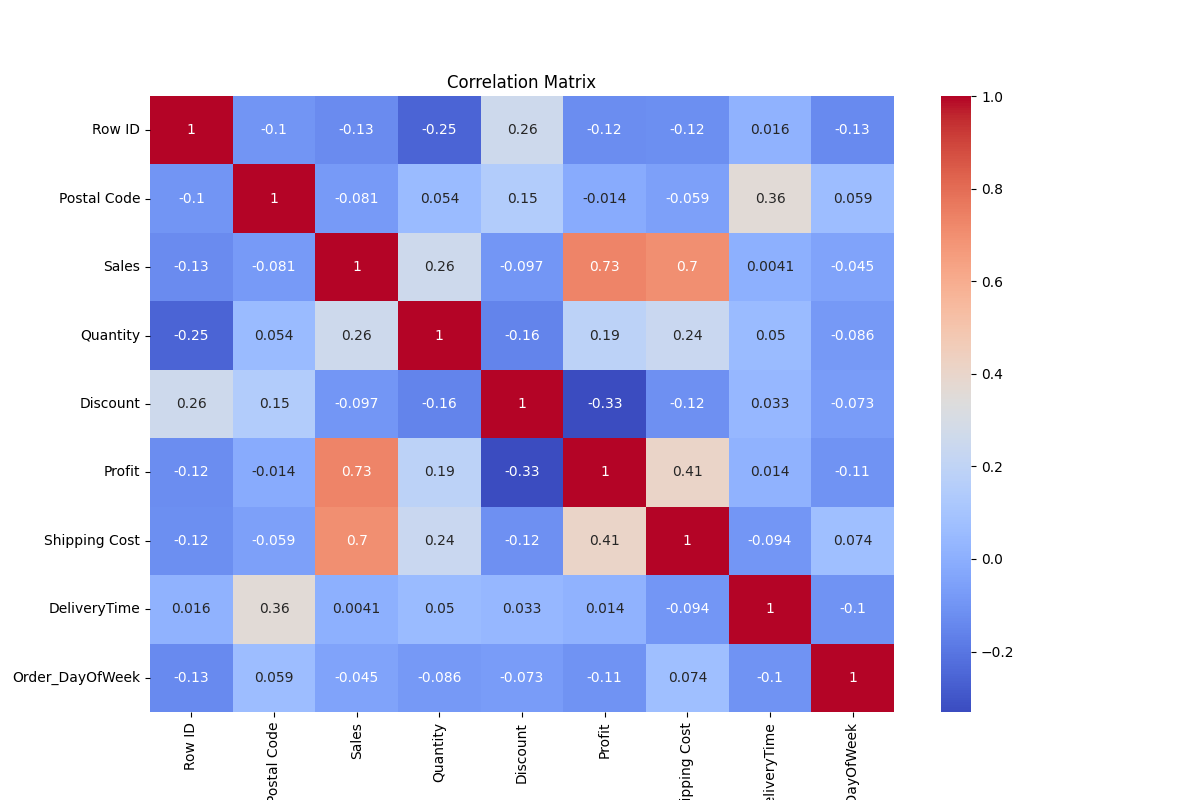 Correlation Matrix
Row ID 1 -0.1 -0.13 -0.25 0.26 -0.12 -0.12 0.016 -0.13
Postal Code -0.1 1 -0.081 0.054 0.15 -0.014 -0.059 0.36 0.059
Sales -0.13 -0.081 1 0.26 -0.097 0.73 0.7 0.0041 -0.045
Quantity -0.25 0.054 0.26 1 -0.16 0.19 0.24 0.05 -0.086
Discount 0.26 0.15 -0.097 -0.16 1 -0.33 -0.12 0.033 -0.073
Profit -0.12 -0.014 0.73 0.19 -0.33 1 0.41 0.014 -0.11
Shipping Cost -0.12 -0.059 0.7 0.24 -0.12 0.41 1 -0.094 0.074
DeliveryTime 0.016 0.36 0.0041 0.05 0.033 0.014 -0.094 1 -0.1
Order_DayOfWeek -0.13 0.059 -0.045 -0.086 -0.073 -0.11 0.074 -0.1 1
Row ID
Postal Code
Sales
Quantity
Discount
Profit
ipping Cost
eliveryTime
DayOfWeek
1.0
0.8
0.6
0.4
0.2
0.0
−0.2